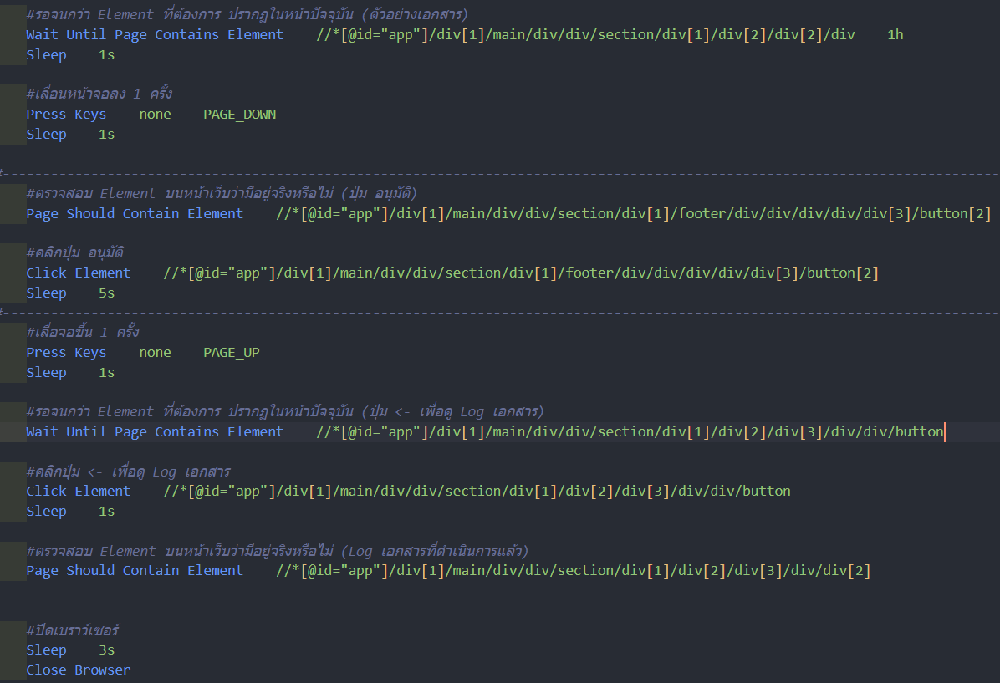 #รอจนกว่า Element ที่ต้องการ ปรากฏในหน้าปัจจุบัน (ตัวอย่างเอกสาร)
Wait Until Page Contains Element    //*[@id="app"]/div[1]/main/div/div/section/div[1]/div[2]/div[2]/div    1h
Sleep    1s
#เลื่อนหน้าจอลง 1 ครั้ง
Press Keys    none    PAGE_DOWN
Sleep    1s
#ตรวจสอบ Element บนหน้าเว็บว่ามีอยู่จริงหรือไม่ (ปุ่ม อนุมัติ)
Page Should Contain Element    //*[@id="app"]/div[1]/main/div/div/section/div[1]/footer/div/div/div/div/div[3]/button[2]
#คลิกปุ่ม อนุมัติ
Click Element    //*[@id="app"]/div[1]/main/div/div/section/div[1]/footer/div/div/div/div/div[3]/button[2]
Sleep    5s
#เลื่อจอขึ้น 1 ครั้ง
Press Keys    none    PAGE_UP
Sleep    1s
#รอจนกว่า Element ที่ต้องการ ปรากฏในหน้าปัจจุบัน (ปุ่ม <- เพื่อดู Log เอกสาร)
Wait Until Page Contains Element    //*[@id="app"]/div[1]/main/div/div/section/div[1]/div[2]/div[3]/div/div/button
#คลิกปุ่ม <- เพื่อดู Log เอกสาร
Click Element    //*[@id="app"]/div[1]/main/div/div/section/div[1]/div[2]/div[3]/div/div/button
Sleep    1s
#ตรวจสอบ Element บนหน้าเว็บว่ามีอยู่จริงหรือไม่ (Log เอกสารที่ดำเนินการแล้ว)
Page Should Contain Element    //*[@id="app"]/div[1]/main/div/div/section/div[1]/div[2]/div[3]/div/div[2]
#ปิดเบราว์เซอร์
Sleep    3s
Close Browser